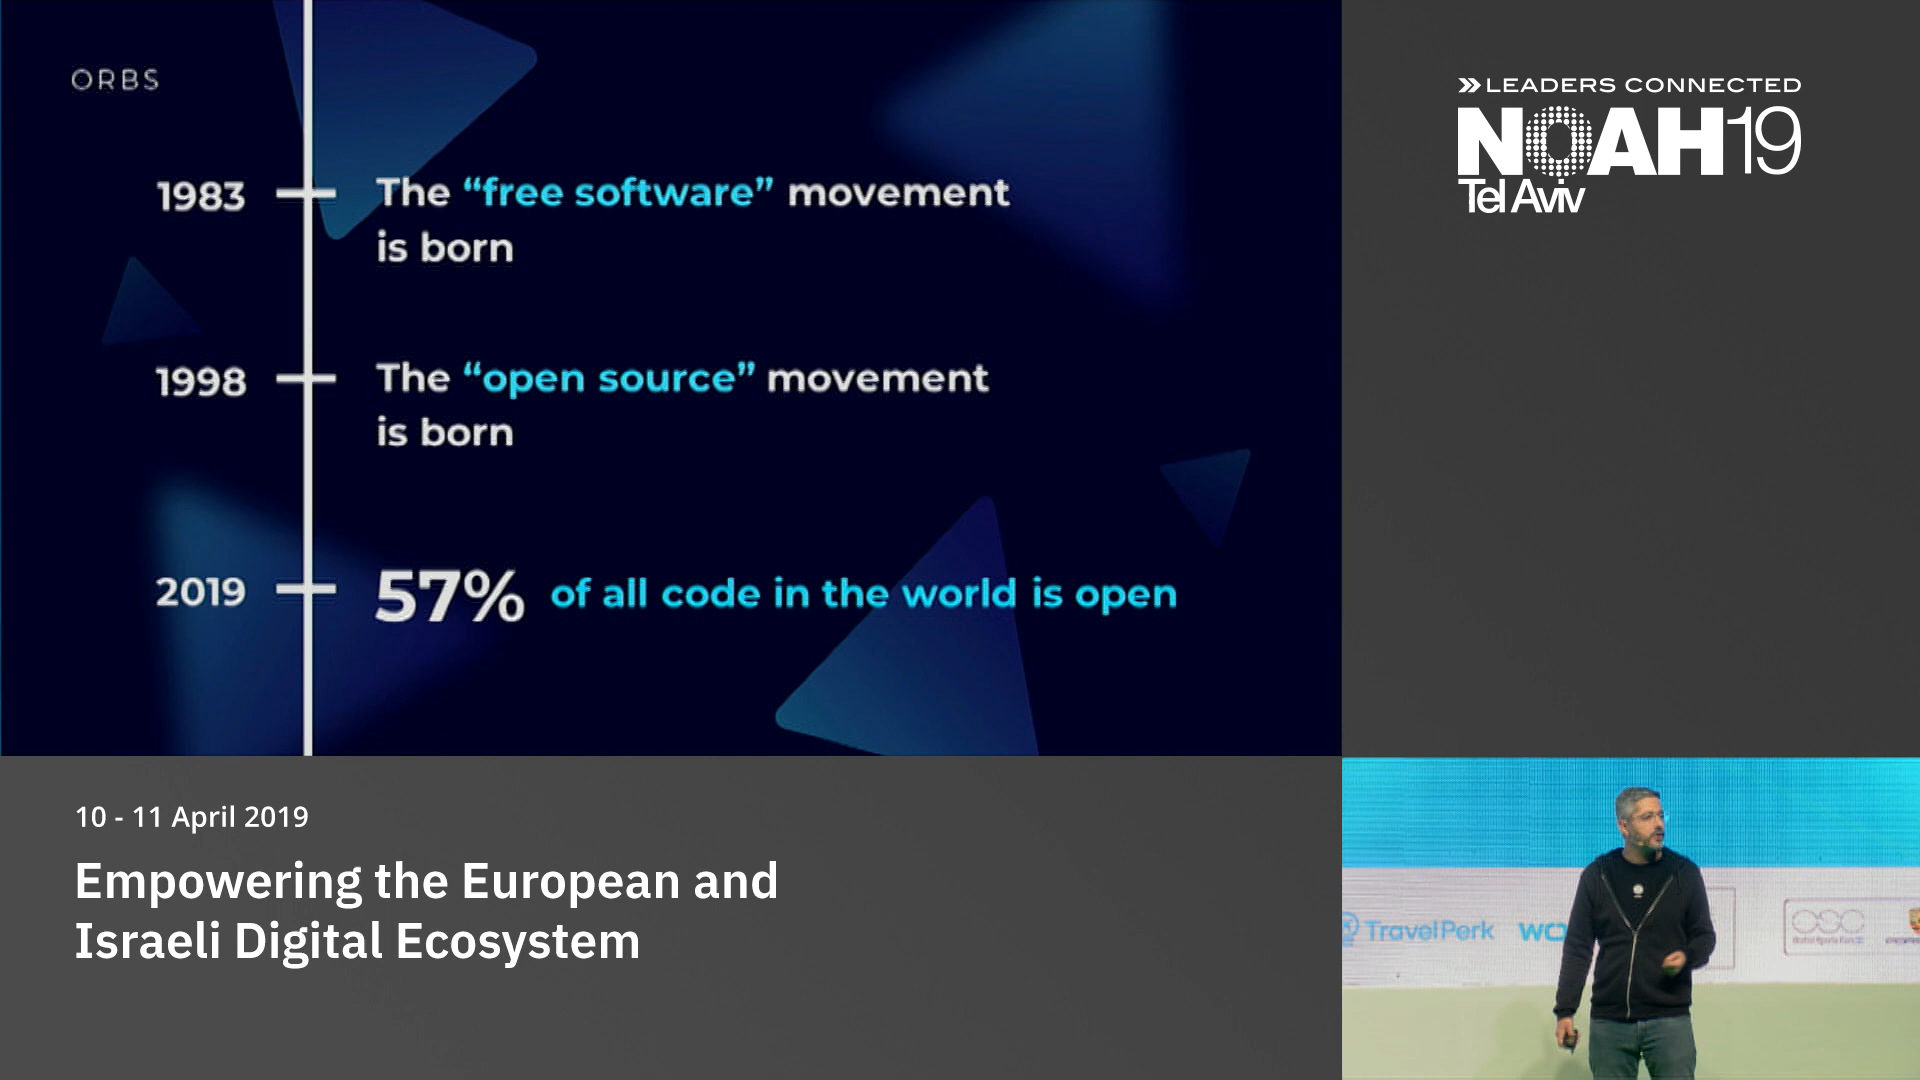 ORBS
1983
The “free software” movement
is born
1998
The “open source” movement
is born
2019
57% of all code in the world is open
LEADERS CONNECTED
NOAH19
Tel Aviv
10 - 11 April 2019
Empowering the European and
Israeli Digital Ecosystem
TravelPerk